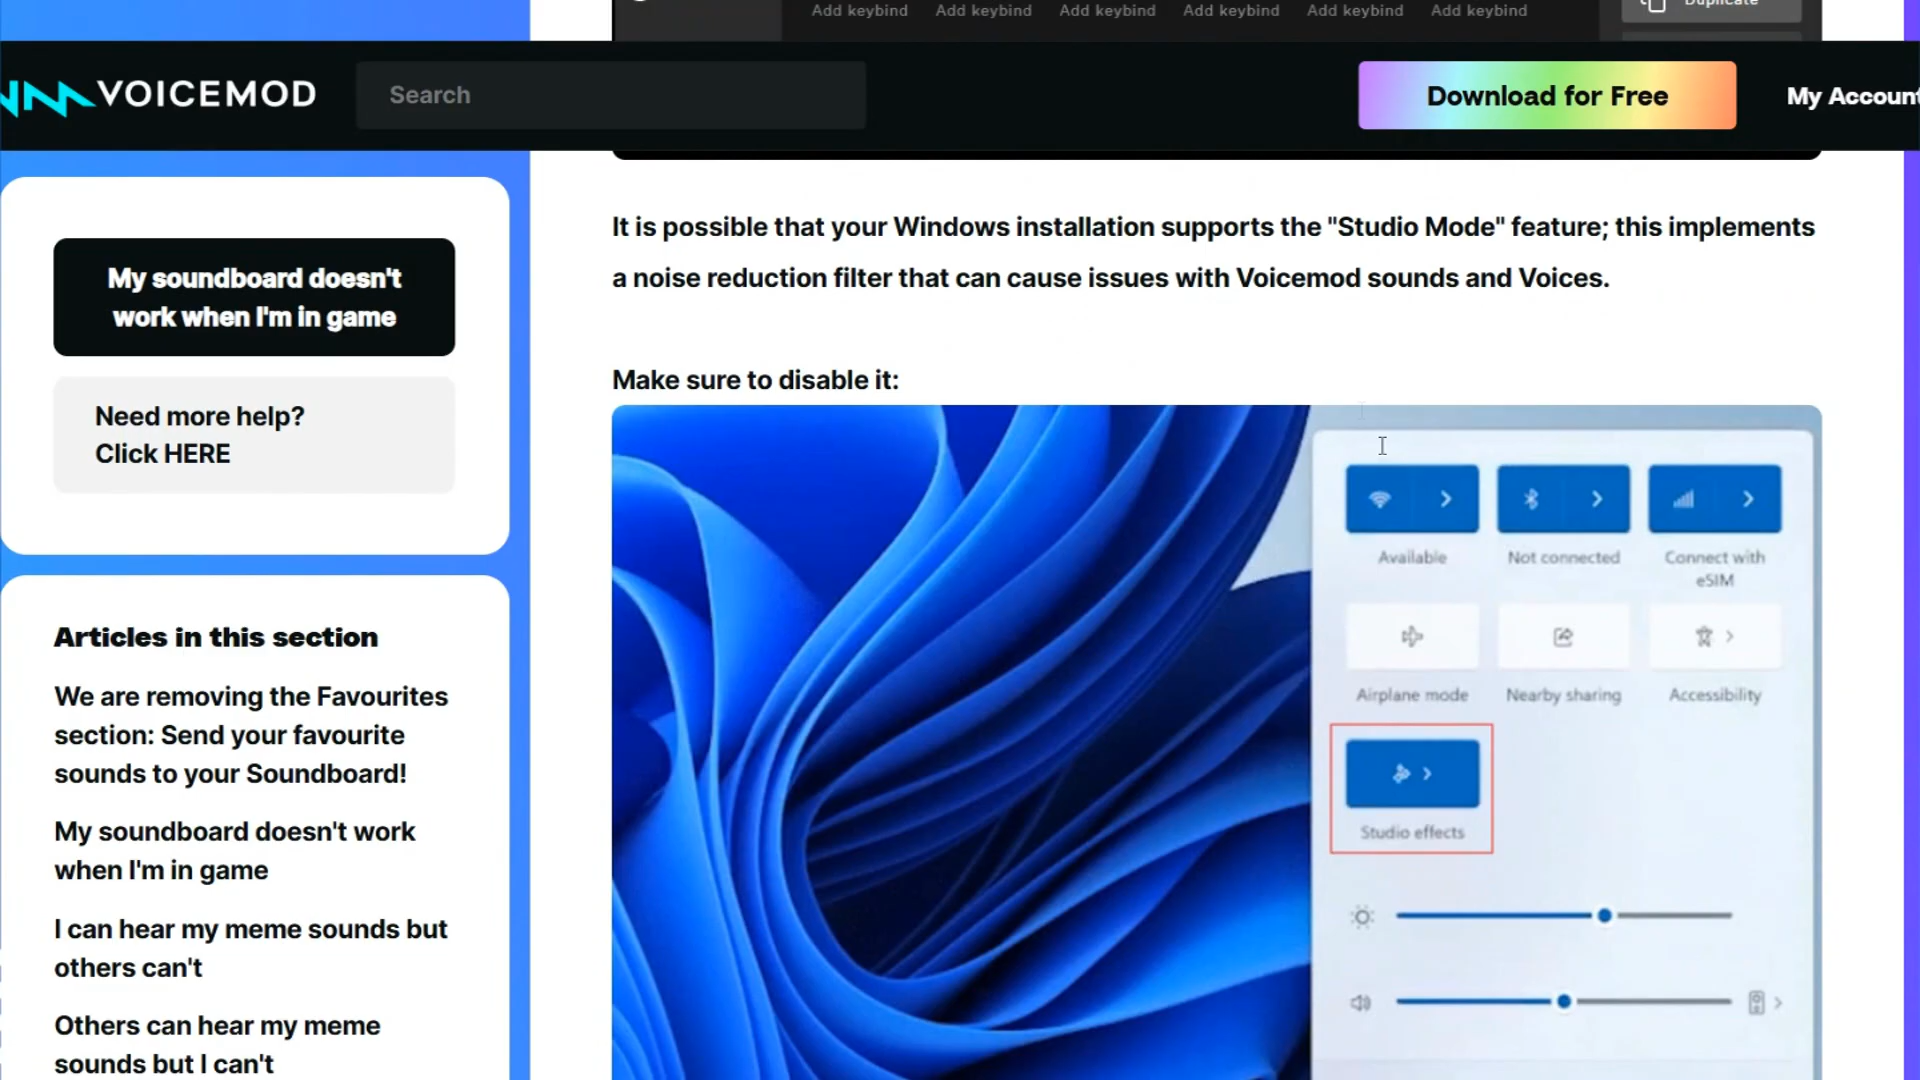 Add keybind Add keybind Add keybind Add keybind Add keybind Add keybind
Duplicate
VOICEMOD
Search
Download for Free
My Account
My soundboard doesn't
work when I'm in game
Need more help?
Click HERE
Articles in this section
We are removing the Favourites
section: Send your favourite
sounds to your Soundboard!
My soundboard doesn't work
when I'm in game
I can hear my meme sounds but
others can't
Others can hear my meme
sounds but I can't
It is possible that your Windows installation supports the "Studio Mode" feature; this implements
a noise reduction filter that can cause issues with Voicemod sounds and Voices.
Make sure to disable it:
Available
Not connected
Connect with
eSIM
Airplane mode
Nearby sharing
Accessibility
Studio effects